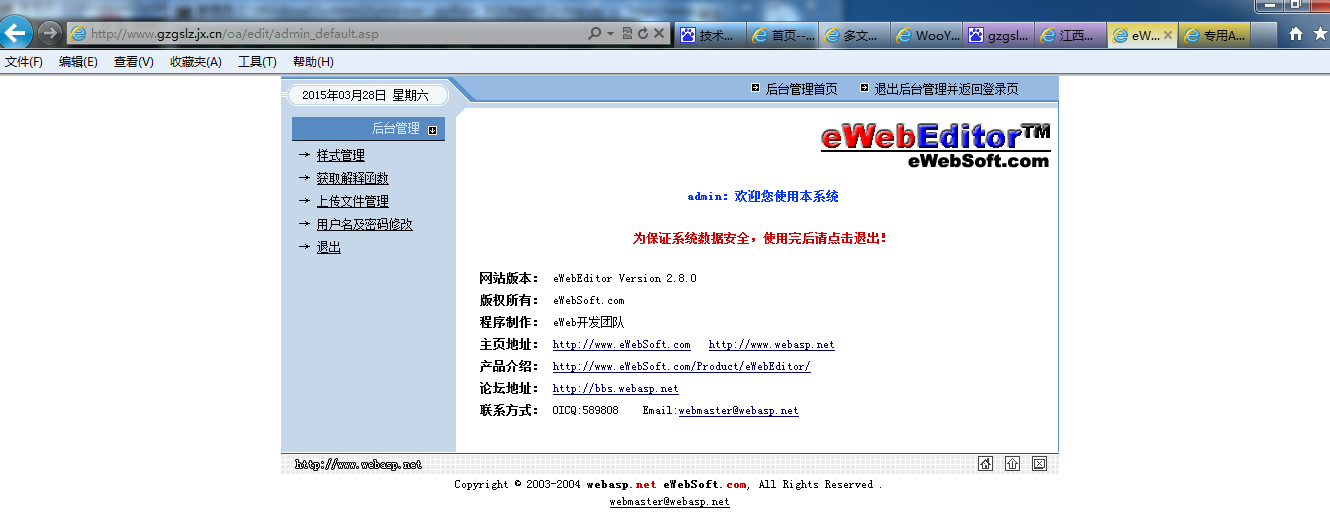 http://www.gzgslz.jx.cn/oa/edit/admin_default.asp
技术... 首页--... 多文... WooY... gzgsl... 江西... eW... 专用A...
文件(F) 编辑(E) 查看(V) 收藏夹(A) 工具(T) 帮助(H)
2015年03月28日 星期六
后台管理首页 退出后台管理并返回登录页
后台管理
样式管理
获取解释函数
上传文件管理
用户名及密码修改
退出
eWebEditor™
eWebSoft.com
admin：欢迎您使用本系统
为保证系统数据安全，使用完后请点击退出！
网站版本： eWebEditor Version 2.8.0
版权所有： eWebSoft.com
程序制作： eWeb开发团队
主页地址： http://www.eWebSoft.com http://www.webasp.net
产品介绍： http://www.eWebSoft.com/Product/eWebEditor/
论坛地址： http://bbs.webasp.net
联系方式： OICQ:589808 Email:webmaster@webasp.net
http://www.webasp.net
Copyright © 2003-2004 webasp.net eWebSoft.com, All Rights Reserved .
webmaster@webasp.net